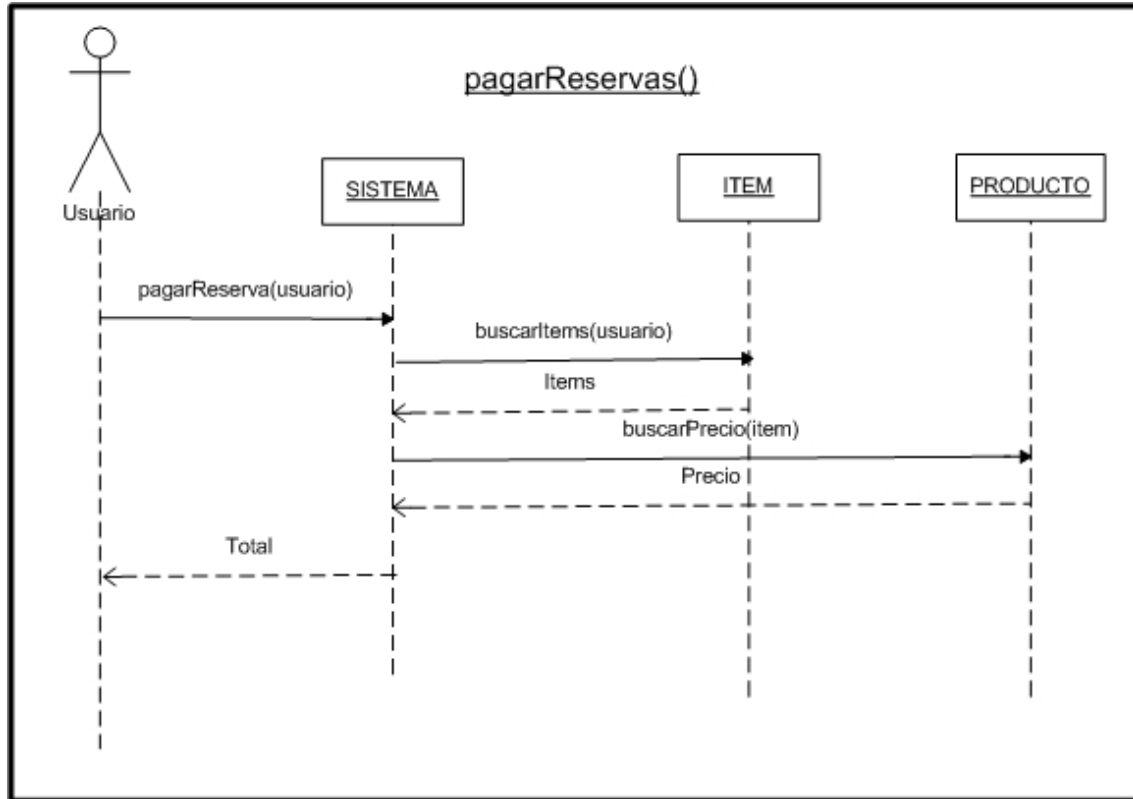 pagarReservas()
SISTEMA
ITEM
PRODUCTO
Usuario
pagarReserva(usuario)
buscarItems(usuario)
Items
buscarPrecio(item)
Precio
Total